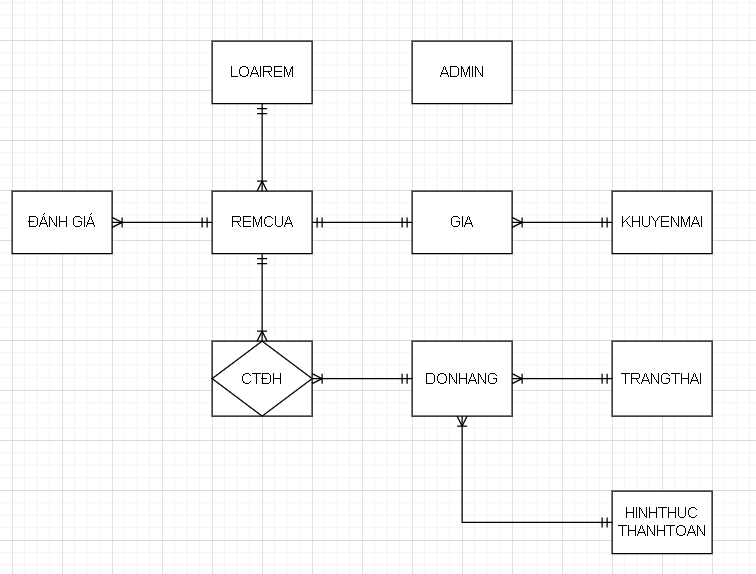 LOAIREM
ADMIN
ĐÁNH GIÁ
REMCUA
GIA
KHUYENMAI
CTĐH
DONHANG
TRANGTHAI
HINHTHUC
THANHTOAN